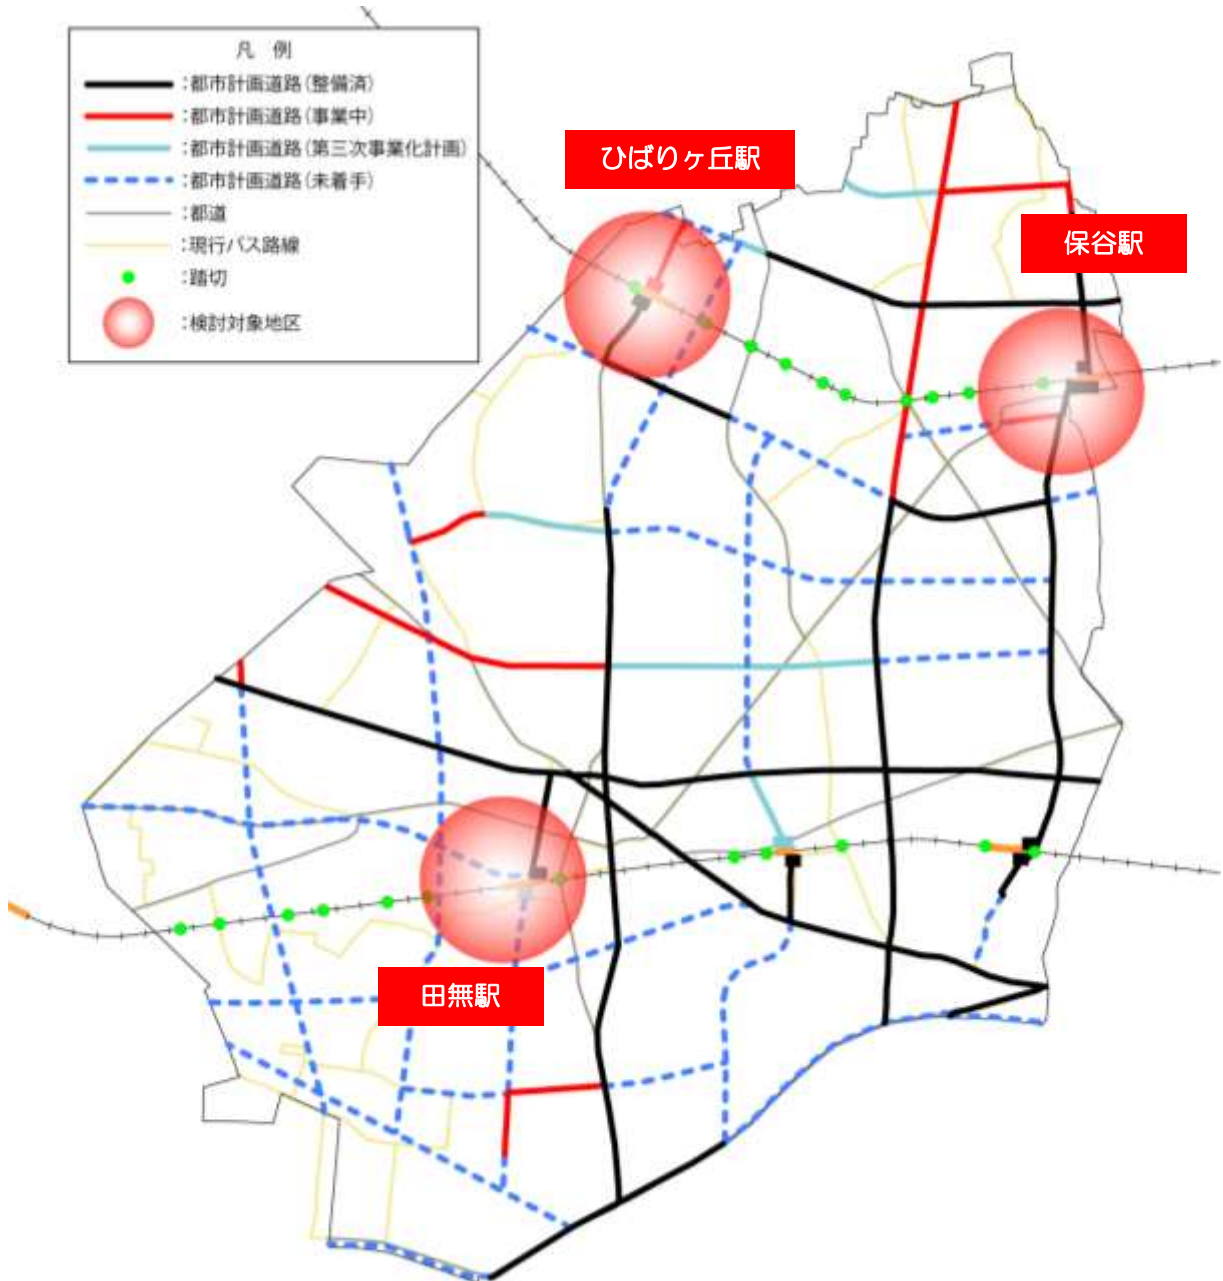 凡 例
:都市計画道路(整備済)
:都市計画道路(事業中)
:都市計画道路(第三次事業化計画)
:都市計画道路(未着手)
:都道
:現行バス路線
:踏切
:検討対象地区
ひばりヶ丘駅
保谷駅
田無駅